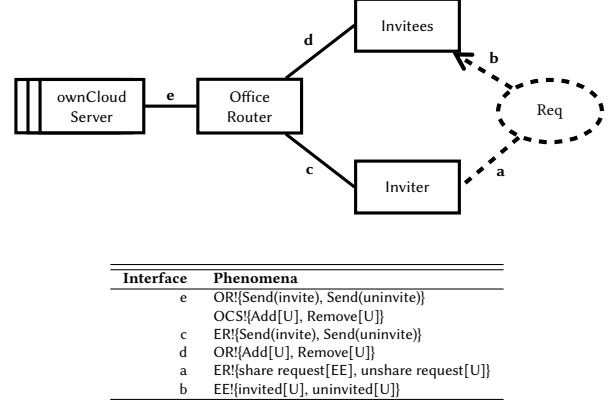 Invitees
d
b
ownCloud
Server
e
Office
Router
Req
c
a
Inviter
Interface Phenomena
e OR!{Send(invite), Send(uninvite)}
OCS!{Add[U], Remove[U]}
c ER!{Send(invite), Send(uninvite)}
d OR!{Add[U], Remove[U]}
a ER!{share request[EE], unshare request[U]}
b EE!{invited[U], uninvited[U]}